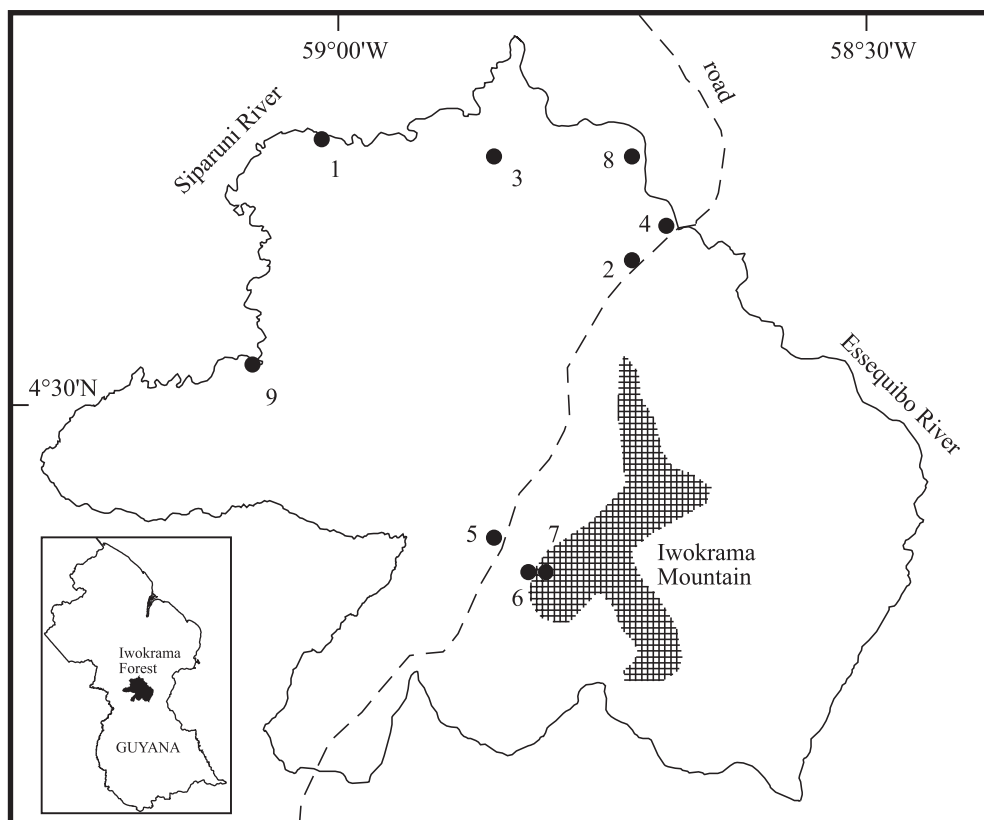 59°00'W
58°30'W
road
Siparuni River
1
3
8
4
2
Essequibo River
4°30'N
9
5
7
6
Iwokrama
Mountain
Iwokrama
Forest
GUYANA